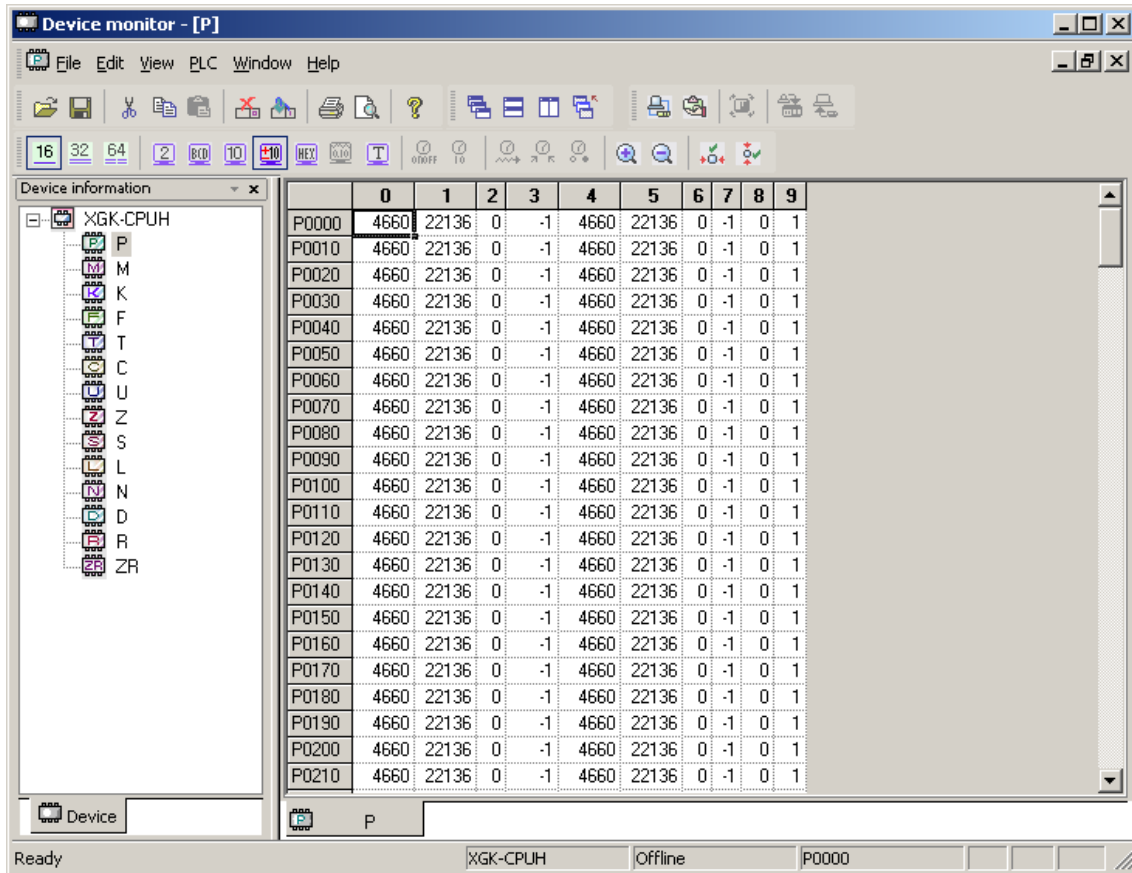 Device monitor - [P]
File Edit View PLC Window Help
16 32 64 2 BCD 10 ±10 HEX 0.10 T
Device information
XGK-CPUH
P
M
K
F
T
C
U
Z
S
L
N
D
R
ZR
Device
0 1 2 3 4 5 6 7 8 9
P0000 4660 22136 0 -1 4660 22136 0 -1 0 1
P0010 4660 22136 0 -1 4660 22136 0 -1 0 1
P0020 4660 22136 0 -1 4660 22136 0 -1 0 1
P0030 4660 22136 0 -1 4660 22136 0 -1 0 1
P0040 4660 22136 0 -1 4660 22136 0 -1 0 1
P0050 4660 22136 0 -1 4660 22136 0 -1 0 1
P0060 4660 22136 0 -1 4660 22136 0 -1 0 1
P0070 4660 22136 0 -1 4660 22136 0 -1 0 1
P0080 4660 22136 0 -1 4660 22136 0 -1 0 1
P0090 4660 22136 0 -1 4660 22136 0 -1 0 1
P0100 4660 22136 0 -1 4660 22136 0 -1 0 1
P0110 4660 22136 0 -1 4660 22136 0 -1 0 1
P0120 4660 22136 0 -1 4660 22136 0 -1 0 1
P0130 4660 22136 0 -1 4660 22136 0 -1 0 1
P0140 4660 22136 0 -1 4660 22136 0 -1 0 1
P0150 4660 22136 0 -1 4660 22136 0 -1 0 1
P0160 4660 22136 0 -1 4660 22136 0 -1 0 1
P0170 4660 22136 0 -1 4660 22136 0 -1 0 1
P0180 4660 22136 0 -1 4660 22136 0 -1 0 1
P0190 4660 22136 0 -1 4660 22136 0 -1 0 1
P0200 4660 22136 0 -1 4660 22136 0 -1 0 1
P0210 4660 22136 0 -1 4660 22136 0 -1 0 1
P
Ready XGK-CPUH Offline P0000